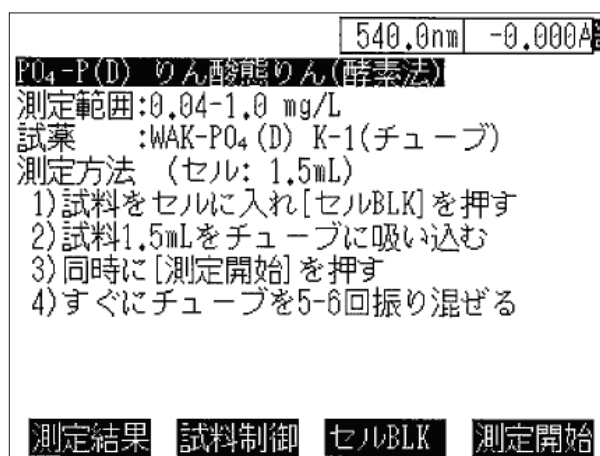 540.0nm -0.000A
PO₄-P(D) りん酸態りん(酵素法)
測定範囲:0.04-1.0 mg/L
試薬 :WAK-PO₄(D) K-1(チューブ)
測定方法 (セル: 1.5mL)
1)試料をセルに入れ[セルBLK]を押す
2)試料1.5mLをチューブに吸い込む
3)同時に[測定開始]を押す
4)すぐにチューブを5-6回振り混ぜる
測定結果 試料制御 セルBLK 測定開始